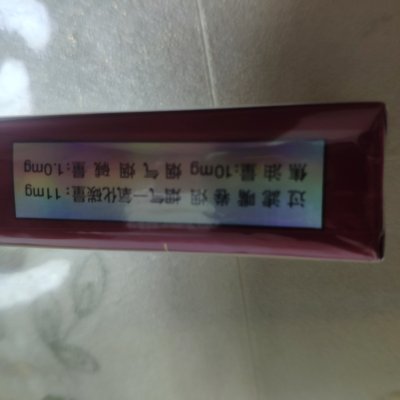 过 滤 嘴 卷 烟 烟气一氧化碳量:11mg
焦 油 量:10mg 烟 气 烟 碱 量:1.0mg